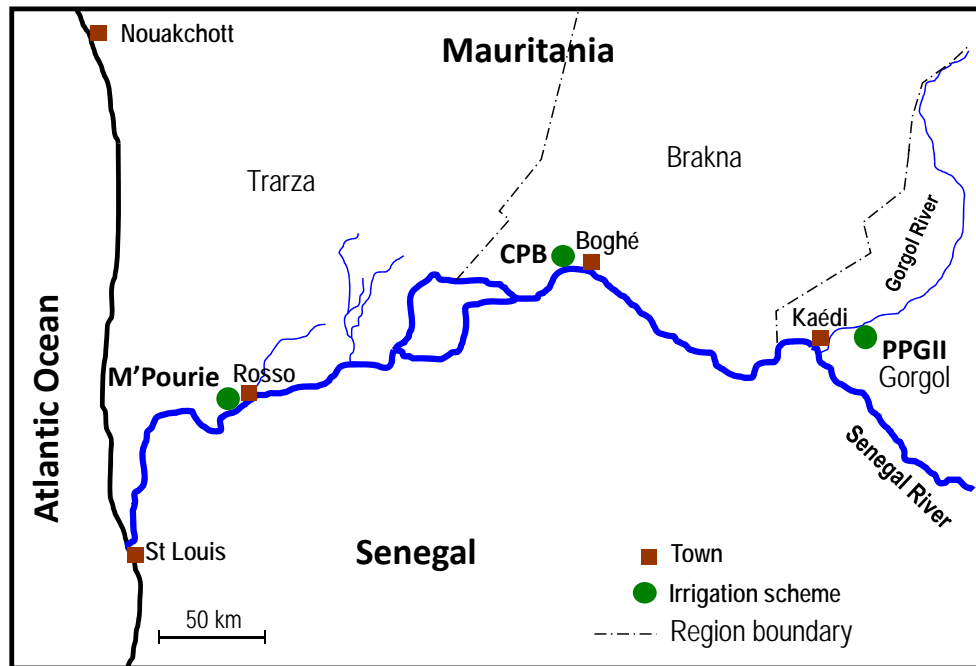 Nouakchott
Mauritania
Trarza
Brakna
Gorgol River
CPB
Boghé
Kaédi
PPGII
Gorgol
M'Pourie
Rosso
Atlantic Ocean
Senegal River
St Louis
Senegal
Town
Irrigation scheme
Region boundary
50 km